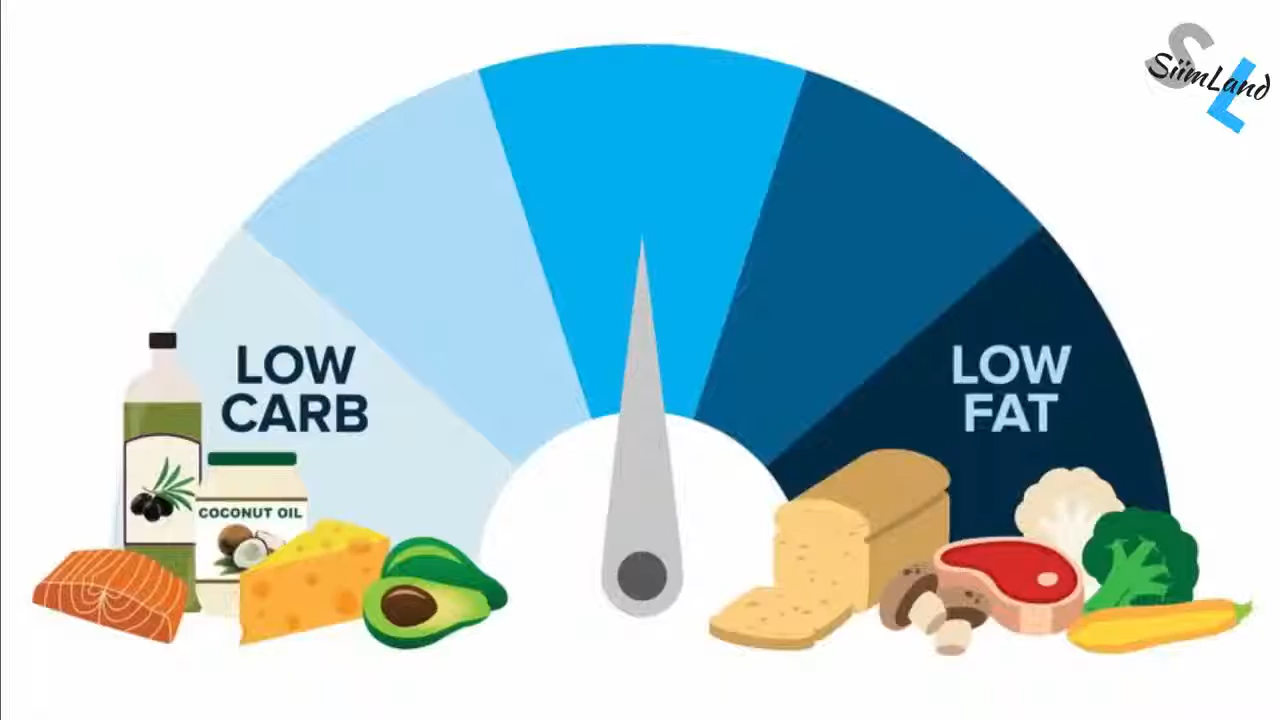 S
L
SiimLand
LOW
CARB
LOW
FAT
COCONUT OIL